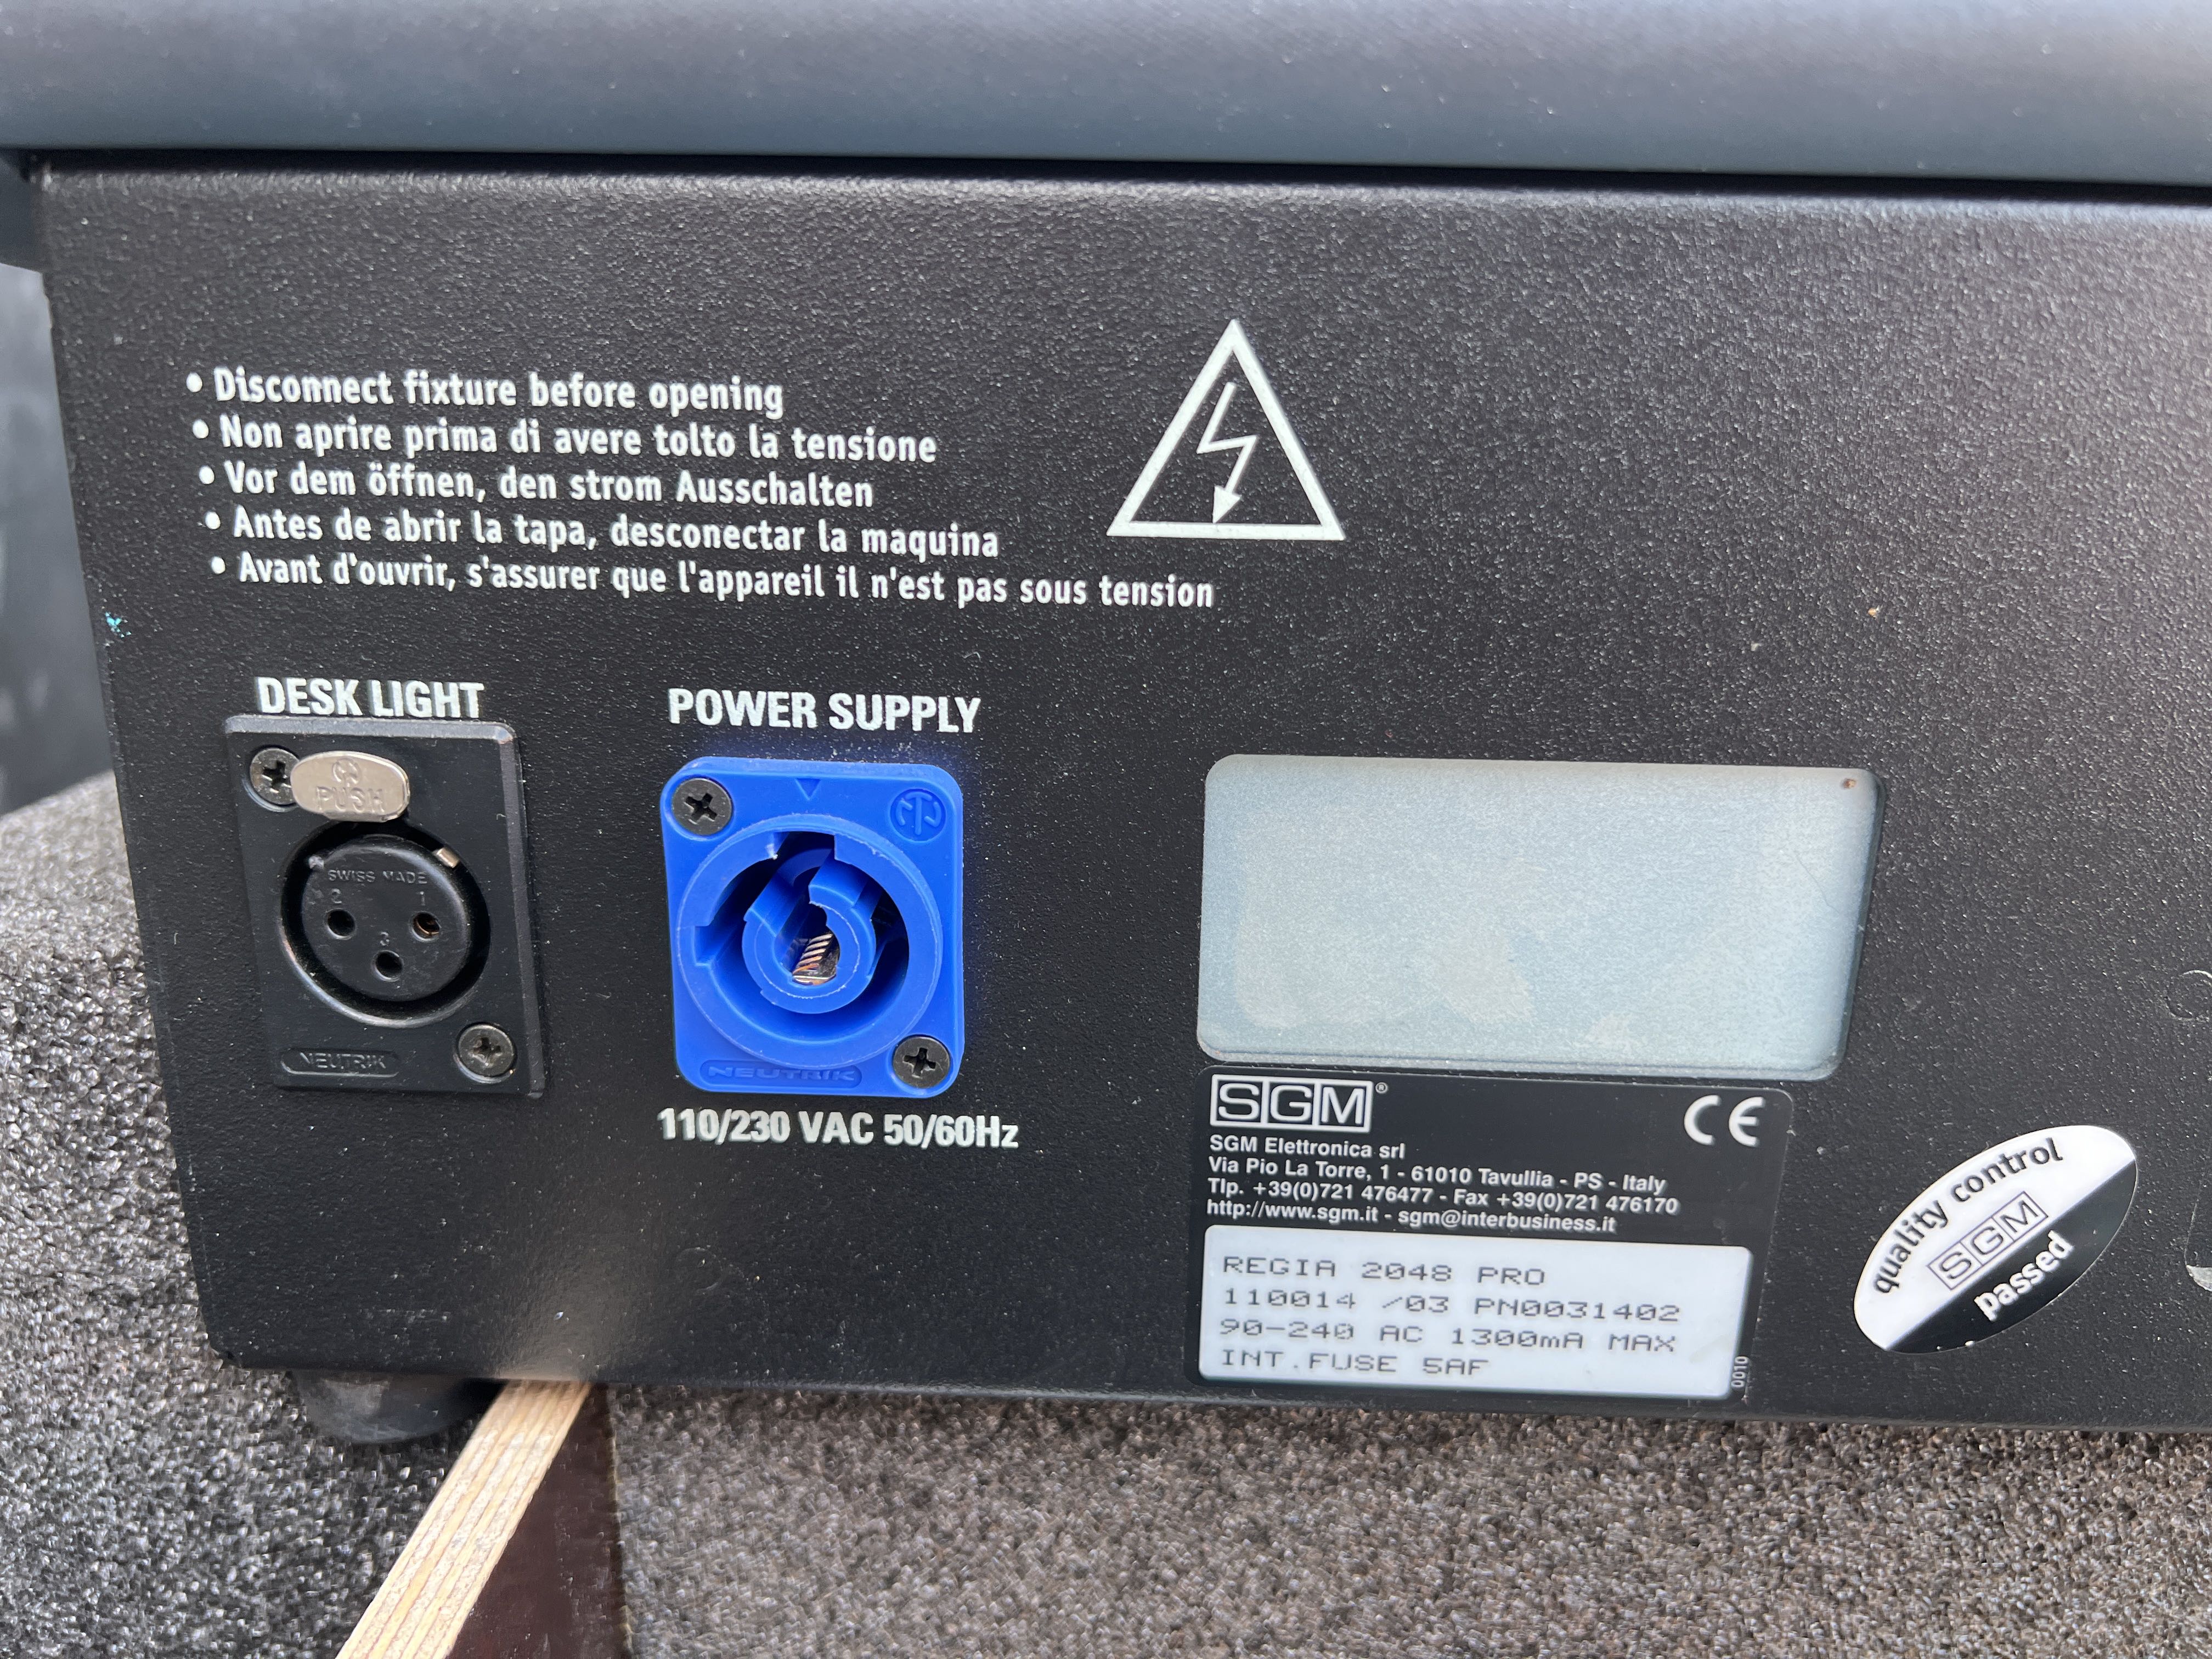 • Disconnect fixture before opening
• Non aprire prima di avere tolto la tensione
• Vor dem öffnen, den strom Ausschalten
• Antes de abrir la tapa, desconectar la maquina
• Avant d'ouvrir, s'assurer que l'appareil il n'est pas sous tension
DESK LIGHT
PUSH
SWISS MADE
2 1
3
NEUTRIK
POWER SUPPLY
NEUTRIK
110/230 VAC 50/60Hz
SGM® CE
SGM Elettronica srl
Via Pio La Torre, 1 - 61010 Tavullia - PS - Italy
Tlp. +39(0)721 476477 - Fax +39(0)721 476170
http://www.sgm.it - sgm@interbusiness.it
REGIA 2048 PRO
110014 /03 PN0031402
90-240 AC 1300mA MAX
INT.FUSE 5AF
0010
quality control
SGM
passed